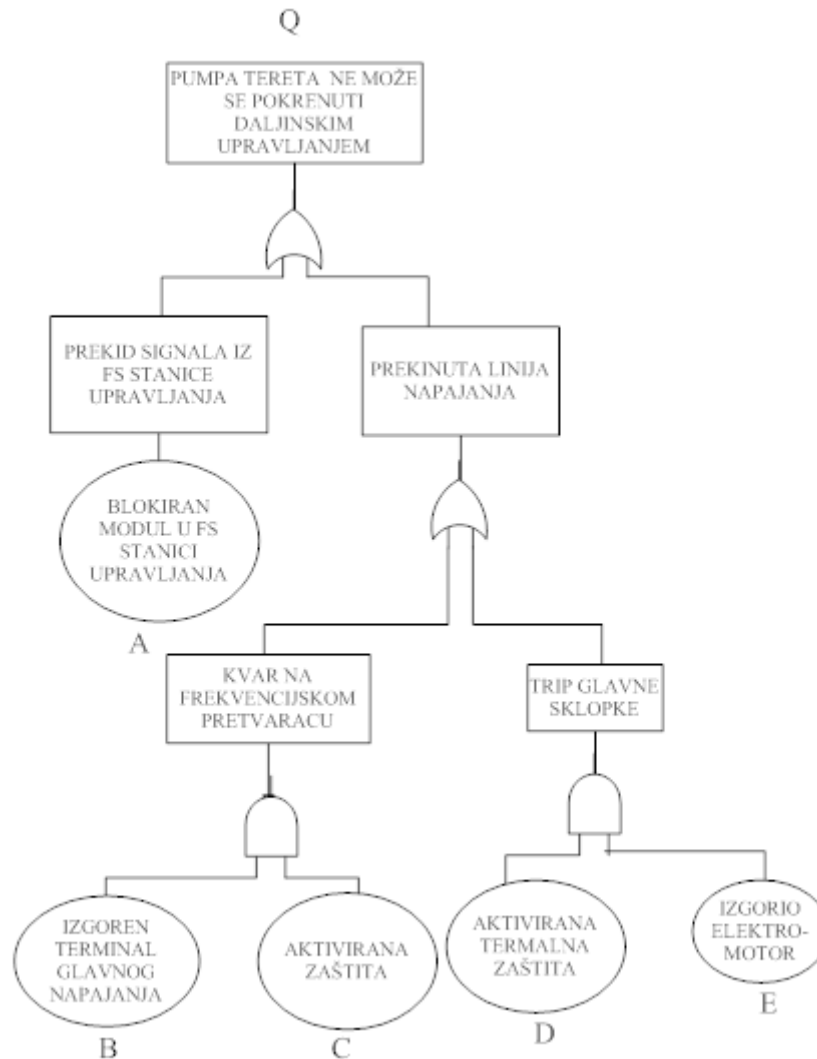 Q
PUMPA TERETA NE MOŽE
SE POKRENUTI
DALJINSKIM
UPRAVLJANJEM
PREKID SIGNALA IZ
FS STANICE
UPRAVLJANJA
PREKINUTA LINIJA
NAPAJANJA
BLOKIRAN
MODUL U FS
STANICI
UPRAVLJANJA
A
KVAR NA
FREKVENCIJSKOM
PRETVARACU
TRIP GLAVNE
SKLOPKE
IZGOREN
TERMINAL
GLAVNOG
NAPAJANJA
B
AKTIVIRANA
ZAŠTITA
C
AKTIVIRANA
TERMALNA
ZAŠTITA
D
IZGORIO
ELEKTRO-
MOTOR
E